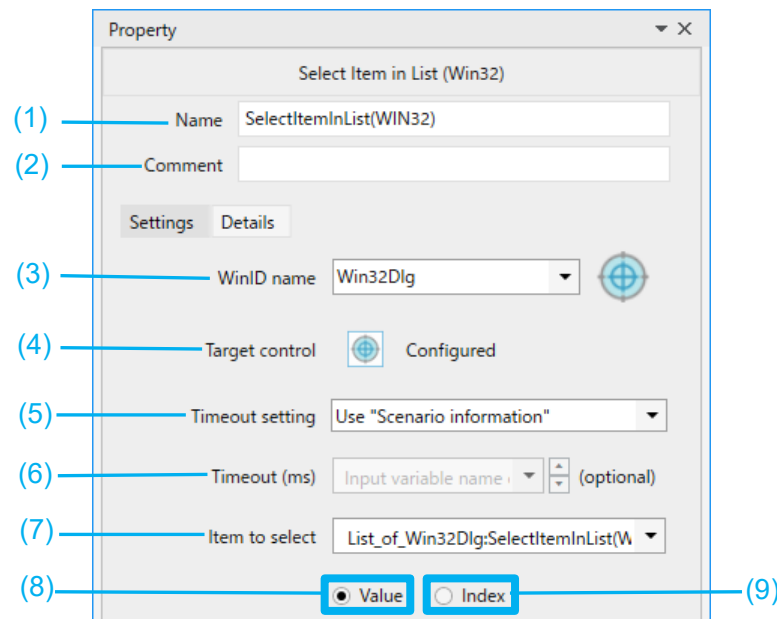 Property
Select Item in List (Win32)
(1) Name SelectItemInList(WIN32)
(2) Comment
Settings Details
(3) WinID name Win32Dlg
(4) Target control Configured
(5) Timeout setting Use "Scenario information"
(6) Timeout (ms) Input variable name (optional)
(7) Item to select List_of_Win32Dlg:SelectItemInList(W
(8) Value Index (9)